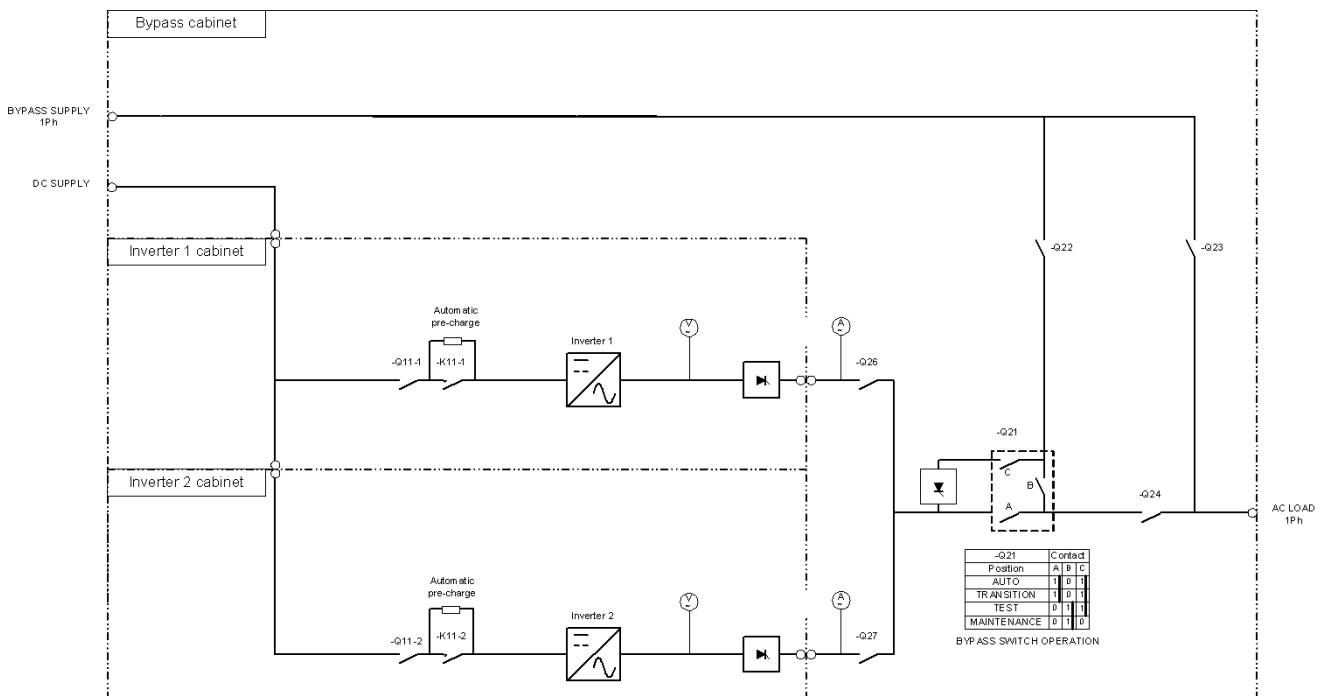 Bypass cabinet
BYPASS SUPPLY
1Ph
DC SUPPLY
Inverter 1 cabinet
-Q22
-Q23
Automatic
pre-charge
V
~
A
~
-Q11-1
-K11-1
Inverter 1
-Q26
-Q21
C
B
A
-Q24
AC LOAD
1Ph
Inverter 2 cabinet
-Q21 Contact
Position A B C
AUTO 1 0 1
TRANSITION 1 0 1
TEST 0 1 1
MAINTENANCE 0 1 0
BYPASS SWITCH OPERATION
Automatic
pre-charge
V
~
A
~
-Q11-2
-K11-2
Inverter 2
-Q27